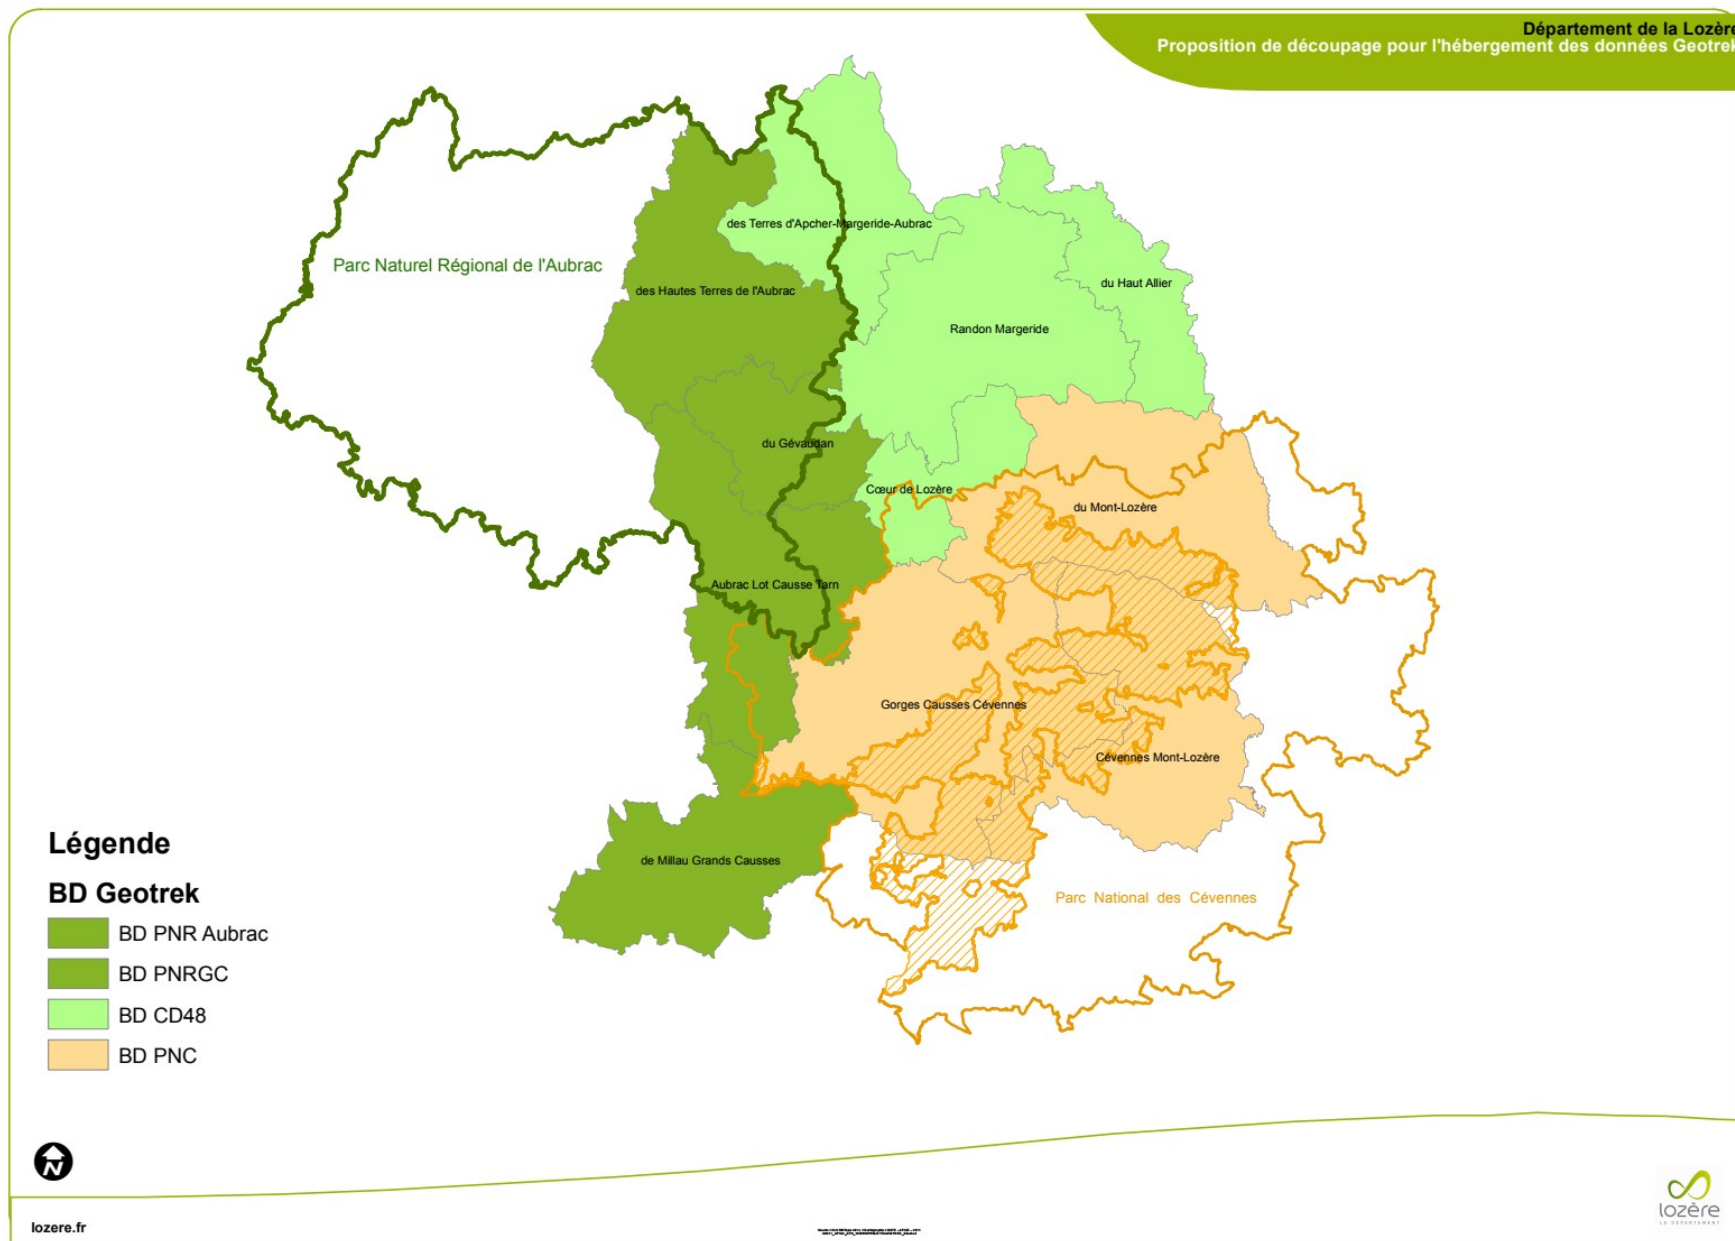 Département de la Lozère
Proposition de découpage pour l'hébergement des données Geotrek
des Terres d'Apcher-Margeride-Aubrac
Parc Naturel Régional de l'Aubrac
du Haut Allier
des Hautes Terres de l'Aubrac
Randon Margeride
du Gévaudan
Cœur de Lozère
du Mont-Lozère
Aubrac Lot Causse Tarn
Gorges Causses Cévennes
Cévennes Mont-Lozère
de Millau Grands Causses
Parc National des Cévennes
Légende
BD Geotrek
BD PNR Aubrac
BD PNRGC
BD CD48
BD PNC
N
lozere.fr
lozère
LE DÉPARTEMENT